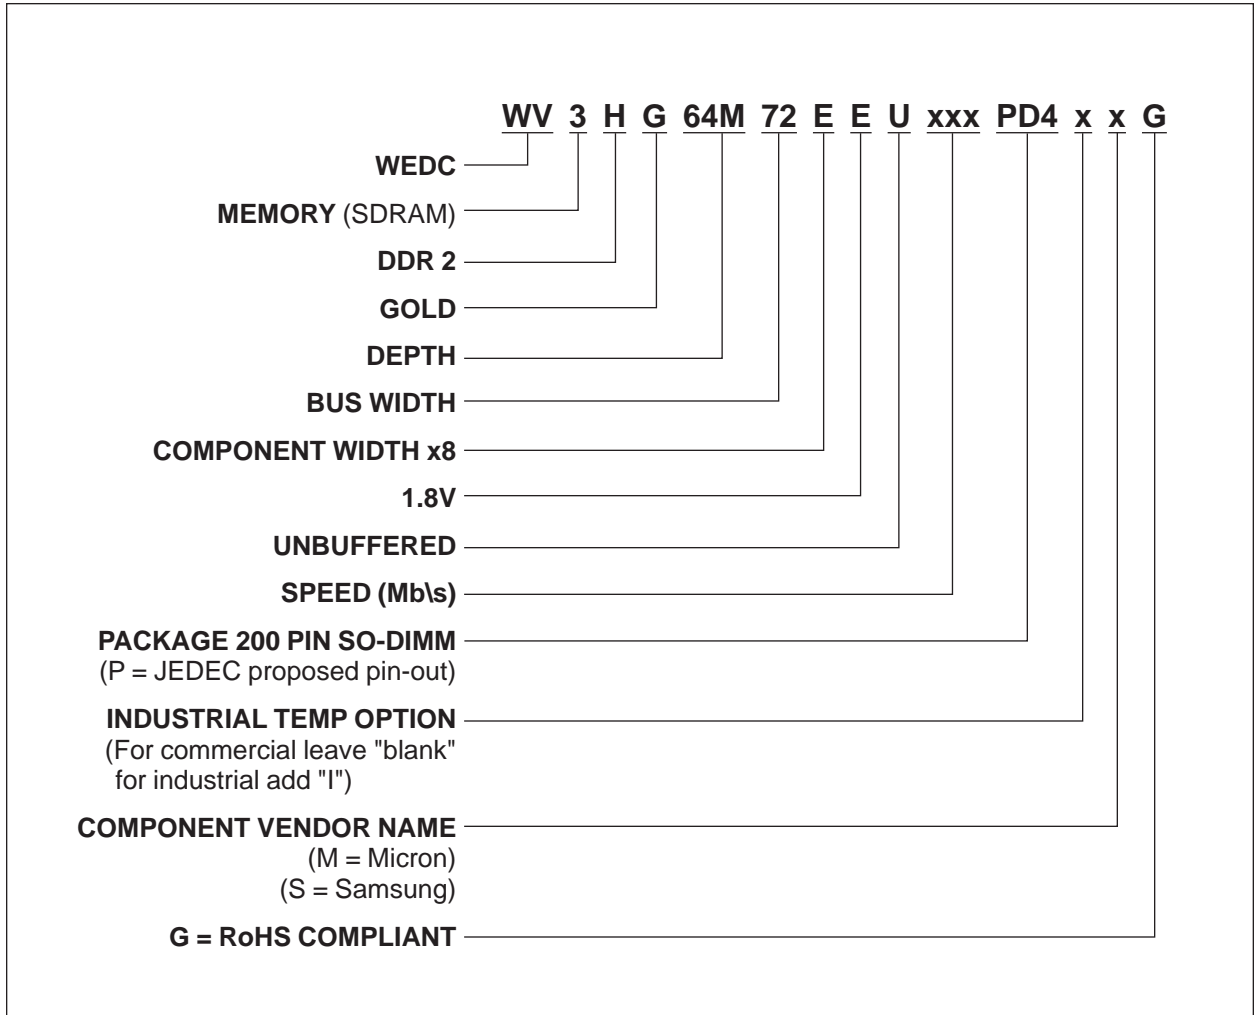 WV 3 H G 64M 72 E E U xxx PD4 x x G
WEDC
MEMORY (SDRAM)
DDR 2
GOLD
DEPTH
BUS WIDTH
COMPONENT WIDTH x8
1.8V
UNBUFFERED
SPEED (Mb\s)
PACKAGE 200 PIN SO-DIMM
(P = JEDEC proposed pin-out)
INDUSTRIAL TEMP OPTION
(For commercial leave "blank"
for industrial add "I")
COMPONENT VENDOR NAME
(M = Micron)
(S = Samsung)
G = RoHS COMPLIANT